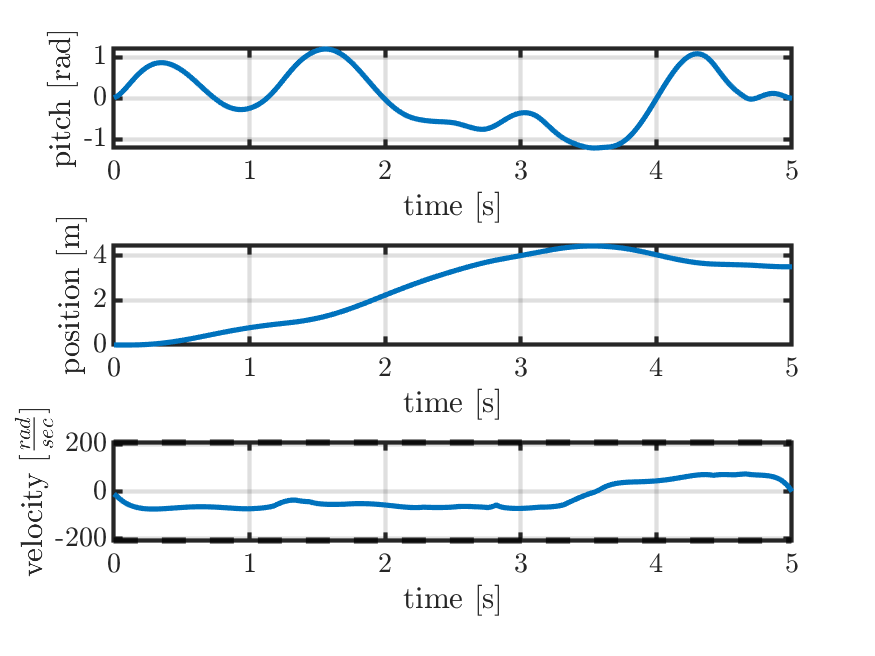 pitch [rad]
1
0
-1
0 1 2 3 4 5
time [s]
position [m]
4
2
0
0 1 2 3 4 5
time [s]
velocity [rad/sec]
200
0
-200
0 1 2 3 4 5
time [s]